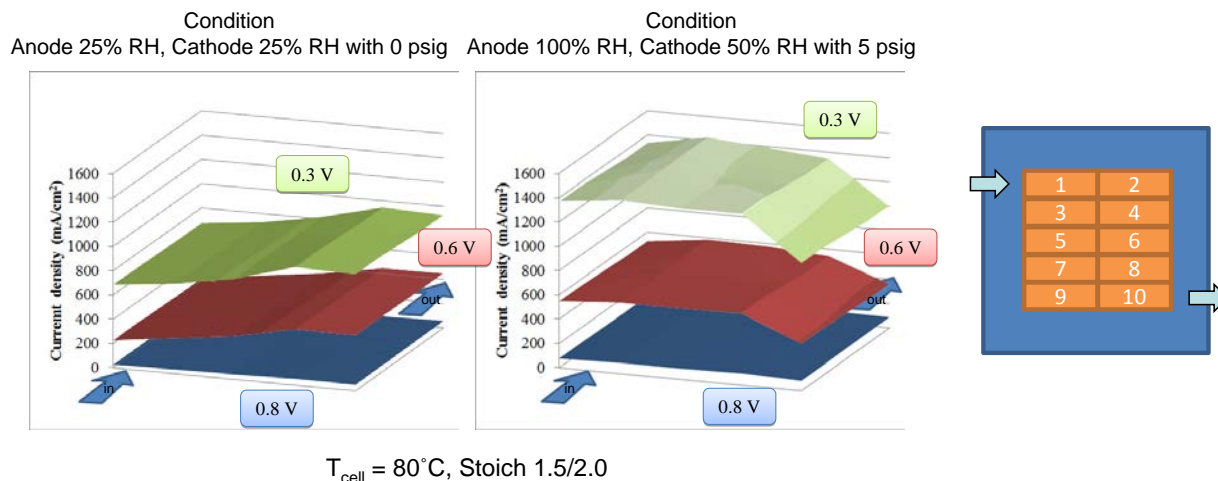 Condition
Anode 25% RH, Cathode 25% RH with 0 psig
Condition
Anode 100% RH, Cathode 50% RH with 5 psig
Current density (mA/cm²)
1600
1400
1200
1000
800
600
400
200
0
0.3 V
0.6 V
0.8 V
in
out
Current density (mA/cm²)
1600
1400
1200
1000
800
600
400
200
0
0.3 V
0.6 V
0.8 V
in
out
1 2
3 4
5 6
7 8
9 10
T_cell = 80˚C, Stoich 1.5/2.0